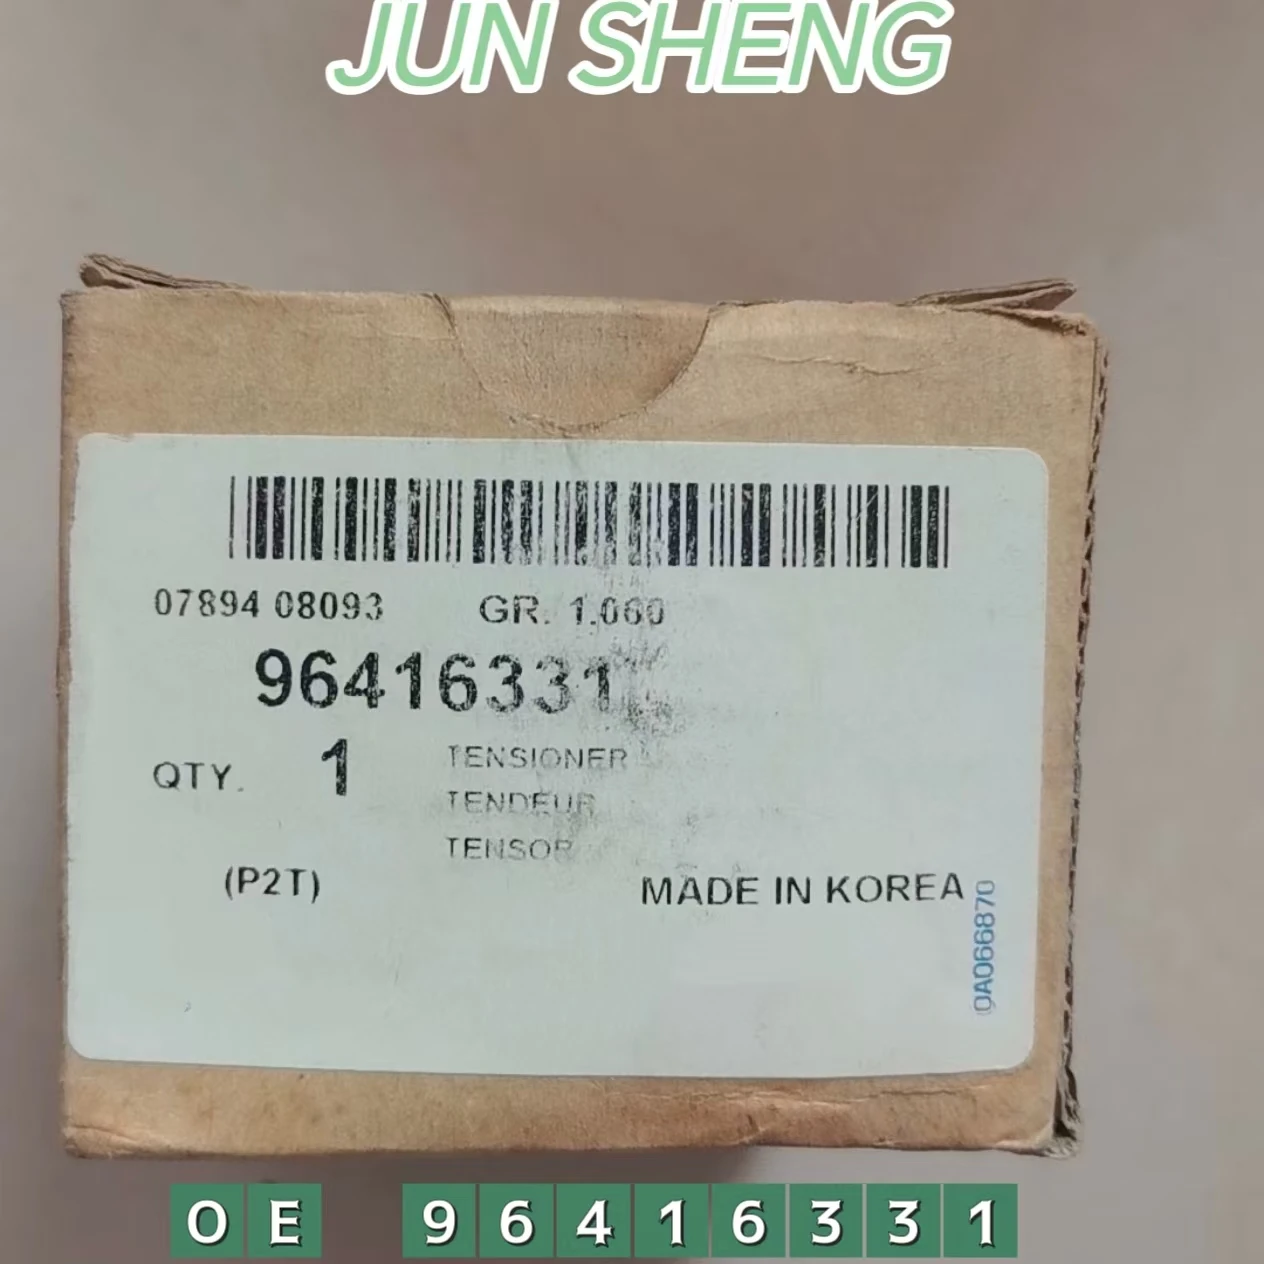 JUN SHENG
07894 08093 GR. 1.060
96416331
QTY. 1 TENSIONER
TENDEUR
TENSOR
(P2T) MADE IN KOREA
0A066870
OE 96416331